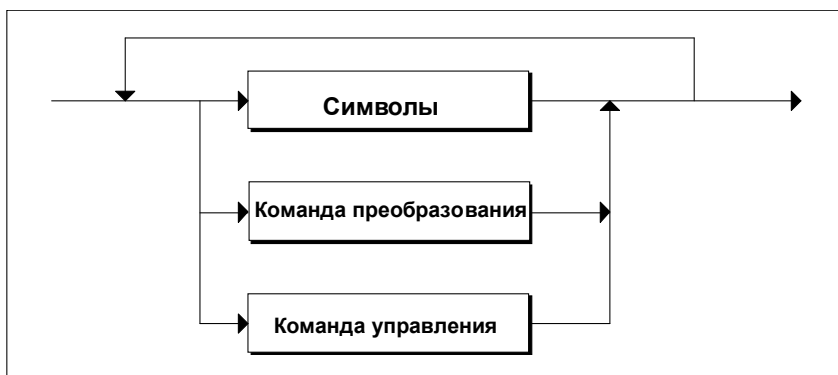 Символы
Команда преобразования
Команда управления